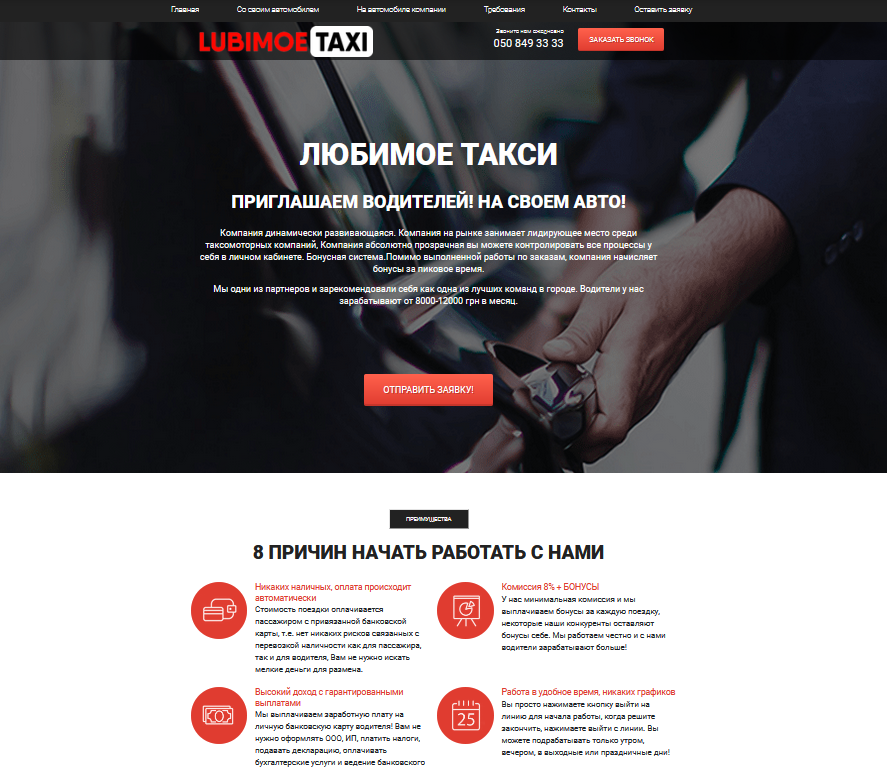 Главная Со своим автомобилем На автомобиле компании Требования Контакты Оставить заявку
LUBIMOE TAXI
Звоните нам ежедневно
050 849 33 33
ЗАКАЗАТЬ ЗВОНОК
ЛЮБИМОЕ ТАКСИ
ПРИГЛАШАЕМ ВОДИТЕЛЕЙ! НА СВОЕМ АВТО!
Компания динамически развивающаяся. Компания на рынке занимает лидирующее место среди
таксомоторных компаний, Компания абсолютно прозрачная вы можете контролировать все процессы у
себя в личном кабинете. Бонусная система.Помимо выполненной работы по заказам, компания начисляет
бонусы за пиковое время.
Мы одни из партнеров и зарекомендовали себя как одна из лучших команд в городе. Водители у нас
зарабатывают от 8000-12000 грн в месяц.
ОТПРАВИТЬ ЗАЯВКУ!
ПРЕИМУЩЕСТВА
8 ПРИЧИН НАЧАТЬ РАБОТАТЬ С НАМИ
Никаких наличных, оплата происходит
автоматически
Стоимость поездки оплачивается
пассажиром с привязанной банковской
карты, т.е. нет никаких рисков связанных с
перевозкой наличности как для пассажира,
так и для водителя, Вам не нужно искать
мелкие деньги для размена.
Комиссия 8% + БОНУСЫ
У нас минимальная комиссия и мы
выплачиваем бонусы за каждую поездку,
некоторые наши конкуренты оставляют
бонусы себе. Мы работаем честно и с нами
водители зарабатывают больше!
Высокий доход с гарантированными
выплатами
Мы выплачиваем заработную плату на
личную банковскую карту водителя! Вам не
нужно оформлять ООО, ИП, платить налоги,
подавать декларацию, оплачивать
бухгалтерские услуги и ведение банковского
25
Работа в удобное время, никаких графиков
Вы просто нажимаете кнопку выйти на
линию для начала работы, когда решите
закончить, нажимаете выйти с линии. Вы
можете подрабатывать только утром,
вечером, в выходные или праздничные дни!